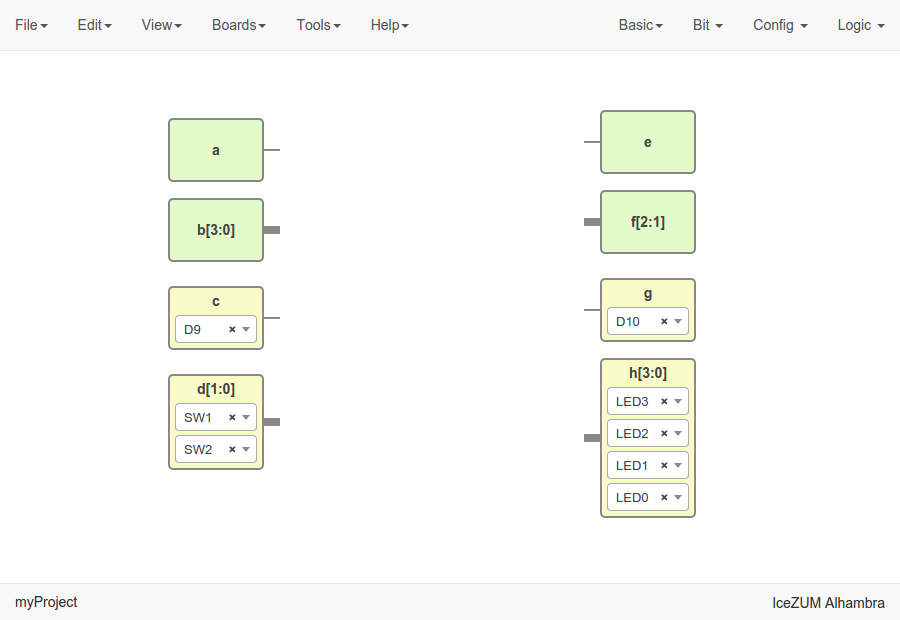 File Edit View Boards Tools Help Basic Bit Config Logic
a
b[3:0]
c
D9 ×
d[1:0]
SW1 ×
SW2 ×
e
f[2:1]
g
D10 ×
h[3:0]
LED3 ×
LED2 ×
LED1 ×
LED0 ×
myProject IceZUM Alhambra